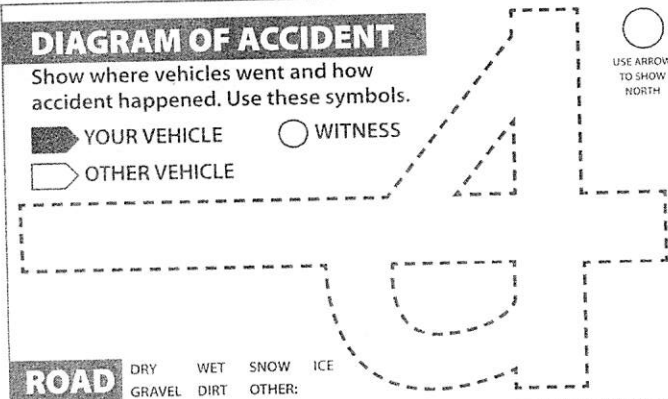 DIAGRAM OF ACCIDENT
Show where vehicles went and how
accident happened. Use these symbols.
YOUR VEHICLE
WITNESS
OTHER VEHICLE
USE ARROW
TO SHOW
NORTH
ROAD
DRY WET SNOW ICE
GRAVEL DIRT OTHER: